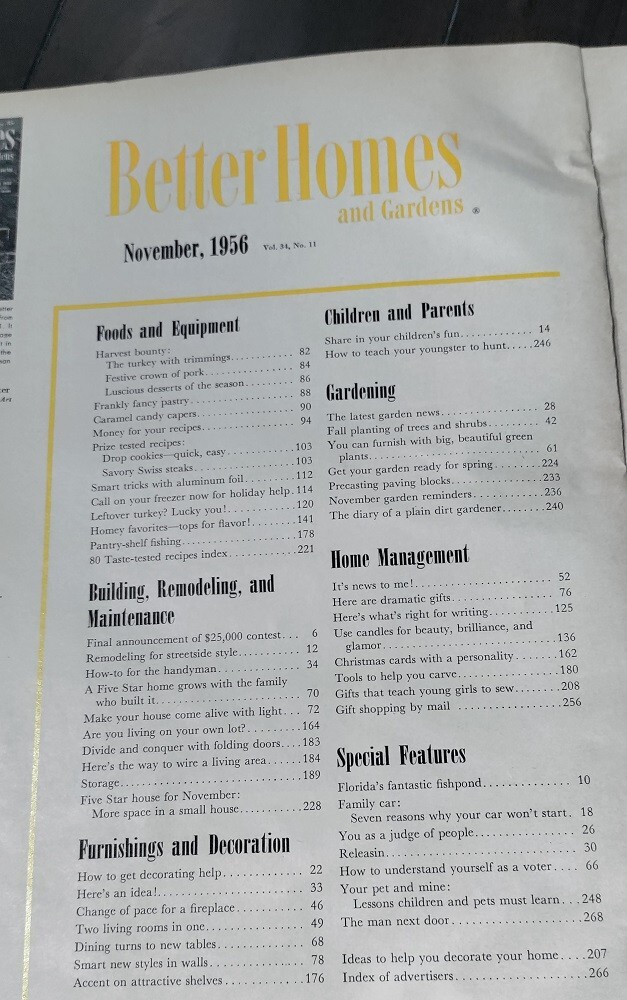 Better Homes
and Gardens ®
November, 1956 Vol. 34, No. 11
Foods and Equipment
Harvest bounty:
The turkey with trimmings........... 82
Festive crown of pork............... 84
Luscious desserts of the season........ 86
Frankly fancy pastry................. 88
Caramel candy capers................. 90
Money for your recipes............... 94
Prize tested recipes:
Drop cookies—quick, easy...........103
Savory Swiss steaks.................103
Smart tricks with aluminum foil........112
Call on your freezer now for holiday help.114
Leftover turkey? Lucky you!...........120
Homey favorites—tops for flavor!........141
Pantry-shelf fishing..................178
80 Taste-tested recipes index............221
Building, Remodeling, and
Maintenance
Final announcement of $25,000 contest... 6
Remodeling for streetside style.......... 12
How-to for the handyman............. 34
A Five Star home grows with the family
who built it....................... 70
Make your house come alive with light... 72
Are you living on your own lot?.........164
Divide and conquer with folding doors....183
Here's the way to wire a living area......184
Storage.............................189
Five Star house for November:
More space in a small house..........228
Furnishings and Decoration
How to get decorating help............ 22
Here's an idea!...................... 33
Change of pace for a fireplace.......... 46
Two living rooms in one............... 49
Dining turns to new tables............. 68
Smart new styles in walls.............. 78
Accent on attractive shelves............176
Children and Parents
Share in your children's fun............ 14
How to teach your youngster to hunt.....246
Gardening
The latest garden news............... 28
Fall planting of trees and shrubs........ 42
You can furnish with big, beautiful green
plants........................... 61
Get your garden ready for spring........224
Precasting paving blocks..............233
November garden reminders...........236
The diary of a plain dirt gardener.......240
Home Management
It's news to me!.................... 52
Here are dramatic gifts............... 76
Here's what's right for writing..........125
Use candles for beauty, brilliance, and
glamor..........................136
Christmas cards with a personality.......162
Tools to help you carve...............180
Gifts that teach young girls to sew.......208
Gift shopping by mail ...............256
Special Features
Florida's fantastic fishpond............. 10
Family car:
Seven reasons why your car won't start. 18
You as a judge of people.............. 26
Releasin............................ 30
How to understand yourself as a voter.... 66
Your pet and mine:
Lessons children and pets must learn...248
The man next door...................268
Ideas to help you decorate your home....207
Index of advertisers...................266